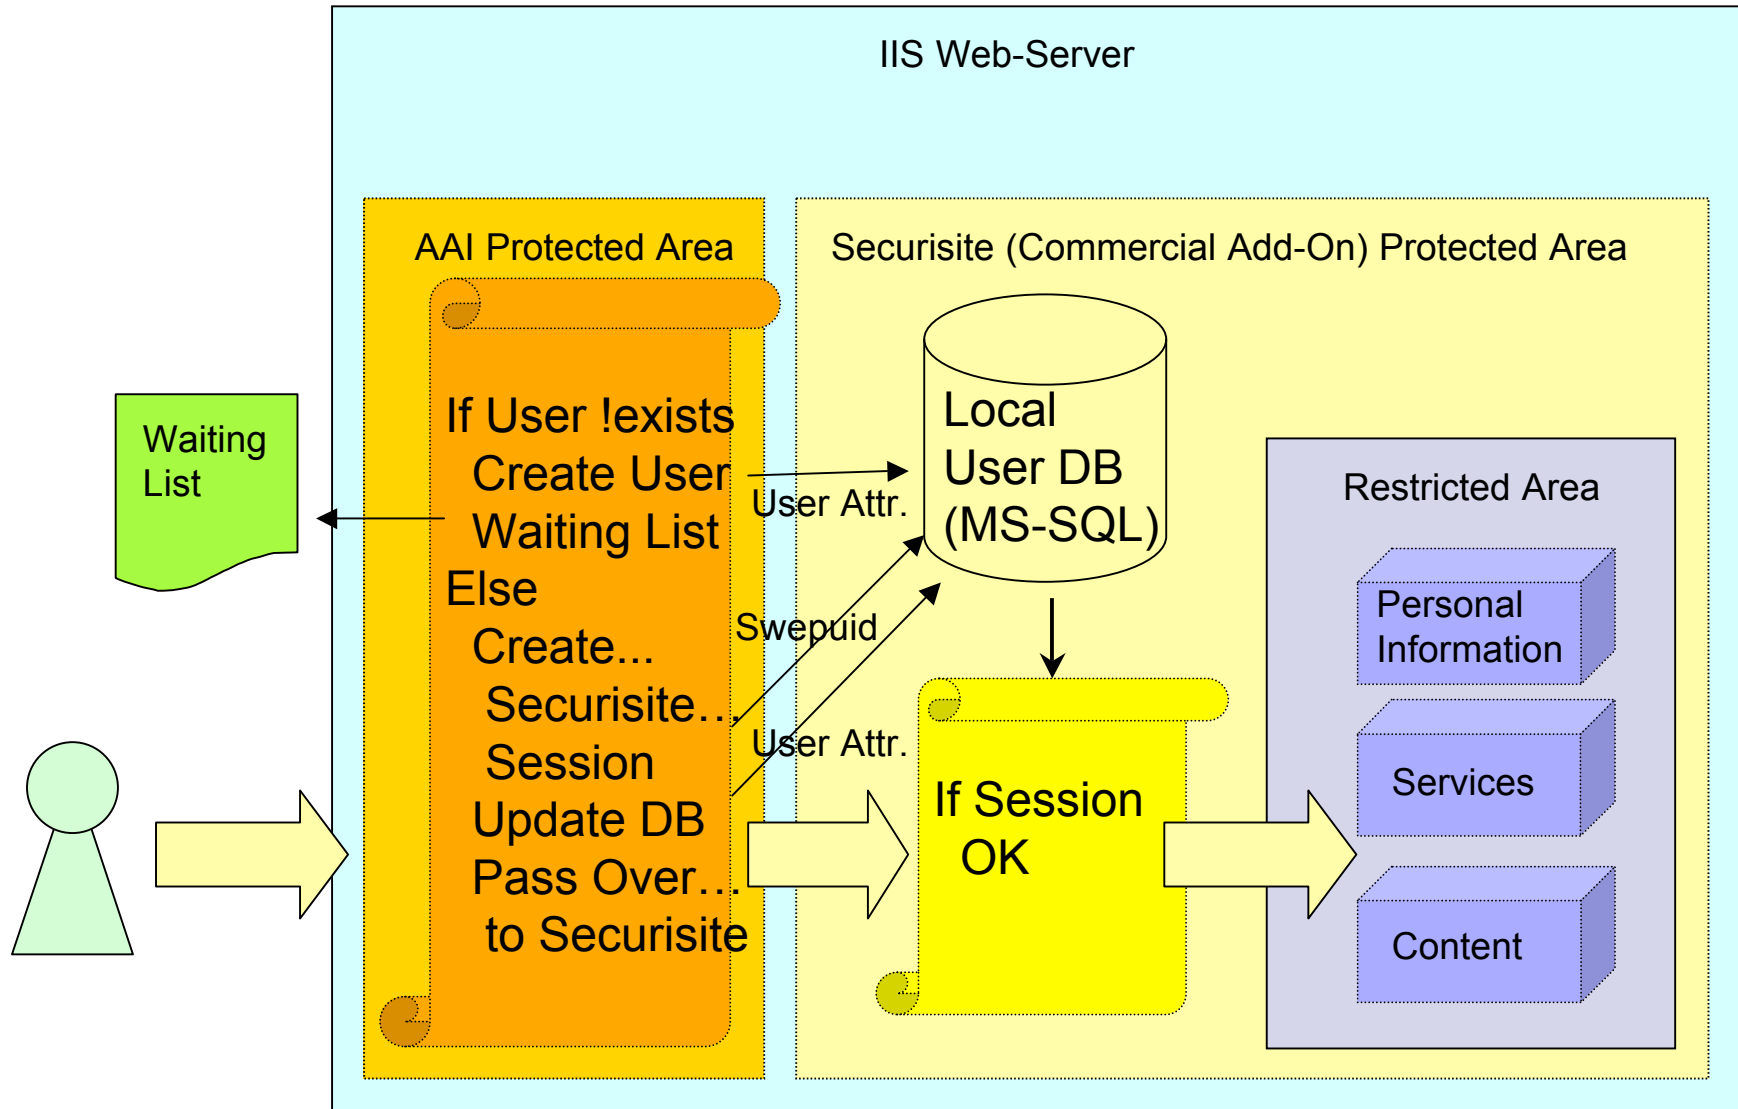 IIS Web-Server
AAI Protected Area
Securisite (Commercial Add-On) Protected Area
Waiting
List
If User !exists
Create User
Waiting List
Else
Create...
Securisite…
Session
Update DB
Pass Over…
to Securisite
User Attr.
Swepuid
User Attr.
Local
User DB
(MS-SQL)
If Session
OK
Restricted Area
Personal
Information
Services
Content